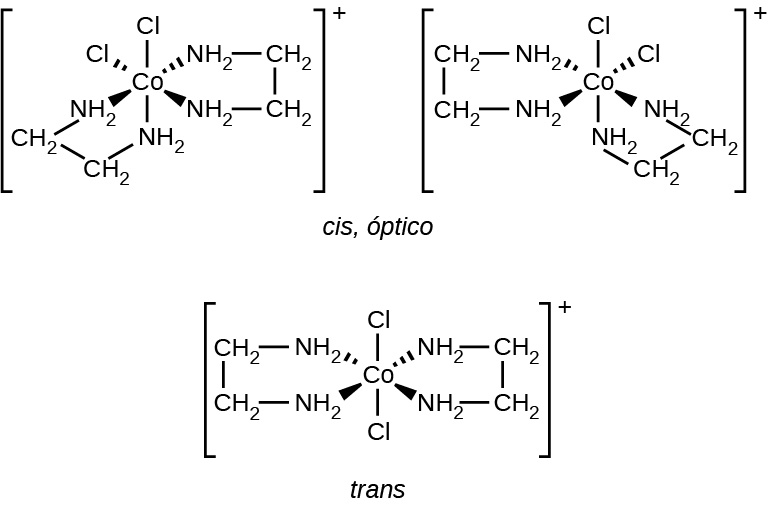 [Cl +
Cl NH2 CH2
Co
NH2 NH2 CH2
CH2 NH2
CH2]
[Cl +
CH2 NH2 Cl
Co
CH2 NH2 NH2
NH2 CH2
CH2]
cis, óptico
[Cl +
CH2 NH2 NH2 CH2
Co
CH2 NH2 NH2 CH2
Cl]
trans